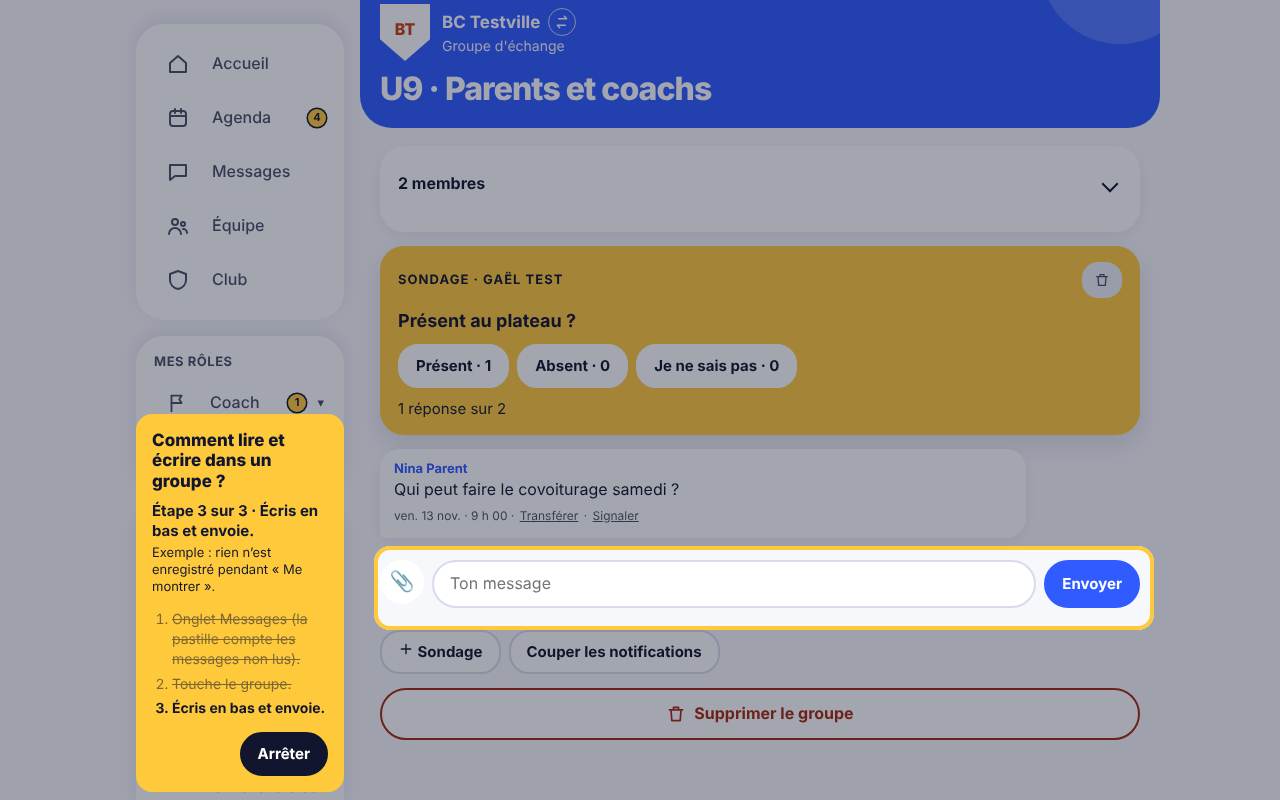 Accueil
Agenda
4
Messages
Équipe
Club
MES RÔLES
Coach
1
Comment lire et
écrire dans un
groupe ?
Étape 3 sur 3 · Écris en
bas et envoie.
Exemple : rien n’est
enregistré pendant « Me
montrer ».
1. Onglet Messages (la
pastille compte les
messages non lus).
2. Touche le groupe.
3. Écris en bas et envoie.
Arrêter
BT
BC Testville
Groupe d'échange
U9 · Parents et coachs
2 membres
SONDAGE · GAËL TEST
Présent au plateau ?
Présent · 1
Absent · 0
Je ne sais pas · 0
1 réponse sur 2
Nina Parent
Qui peut faire le covoiturage samedi ?
ven. 13 nov. · 9 h 00 · Transférer · Signaler
Ton message
Envoyer
+ Sondage
Couper les notifications
Supprimer le groupe